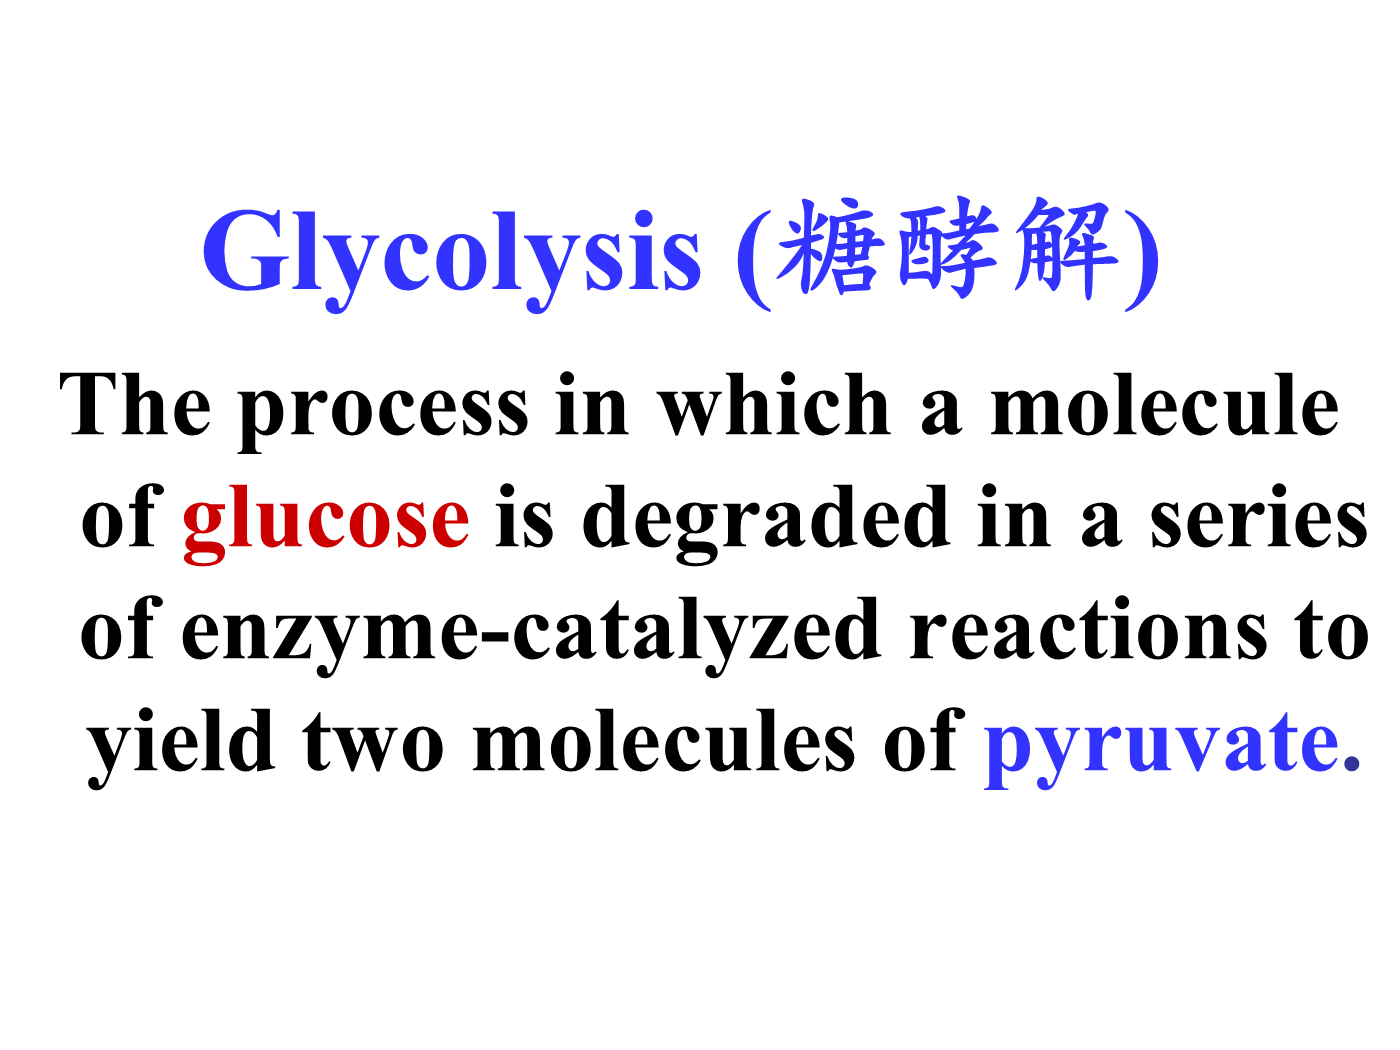 Glycolysis (糖酵解)
The process in which a molecule
of glucose is degraded in a series
of enzyme-catalyzed reactions to
yield two molecules of pyruvate.